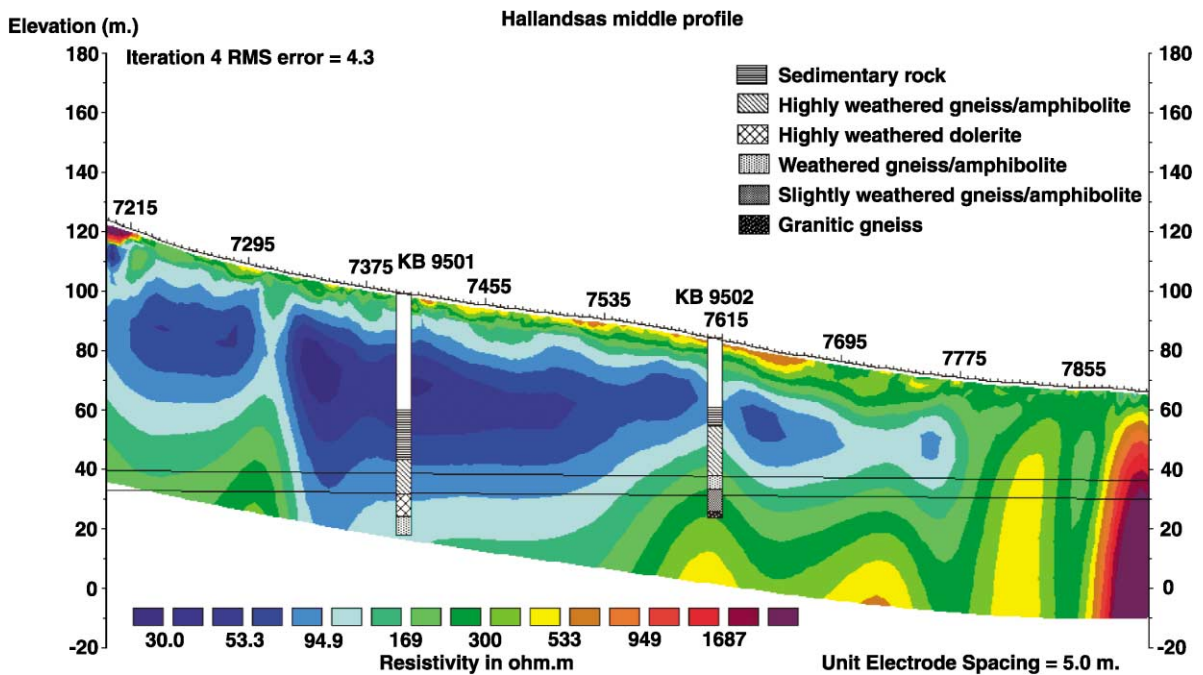 Hallandsas middle profile
Elevation (m.)
Iteration 4 RMS error = 4.3
180
160
140
120
100
80
60
40
20
0
-20
180
160
140
120
100
80
60
40
20
0
-20
Sedimentary rock
Highly weathered gneiss/amphibolite
Highly weathered dolerite
Weathered gneiss/amphibolite
Slightly weathered gneiss/amphibolite
Granitic gneiss
7215
7295
7375 KB 9501
7455
7535
KB 9502
7615
7695
7775
7855
30.0 53.3 94.9 169 300 533 949 1687
Resistivity in ohm.m
Unit Electrode Spacing = 5.0 m.